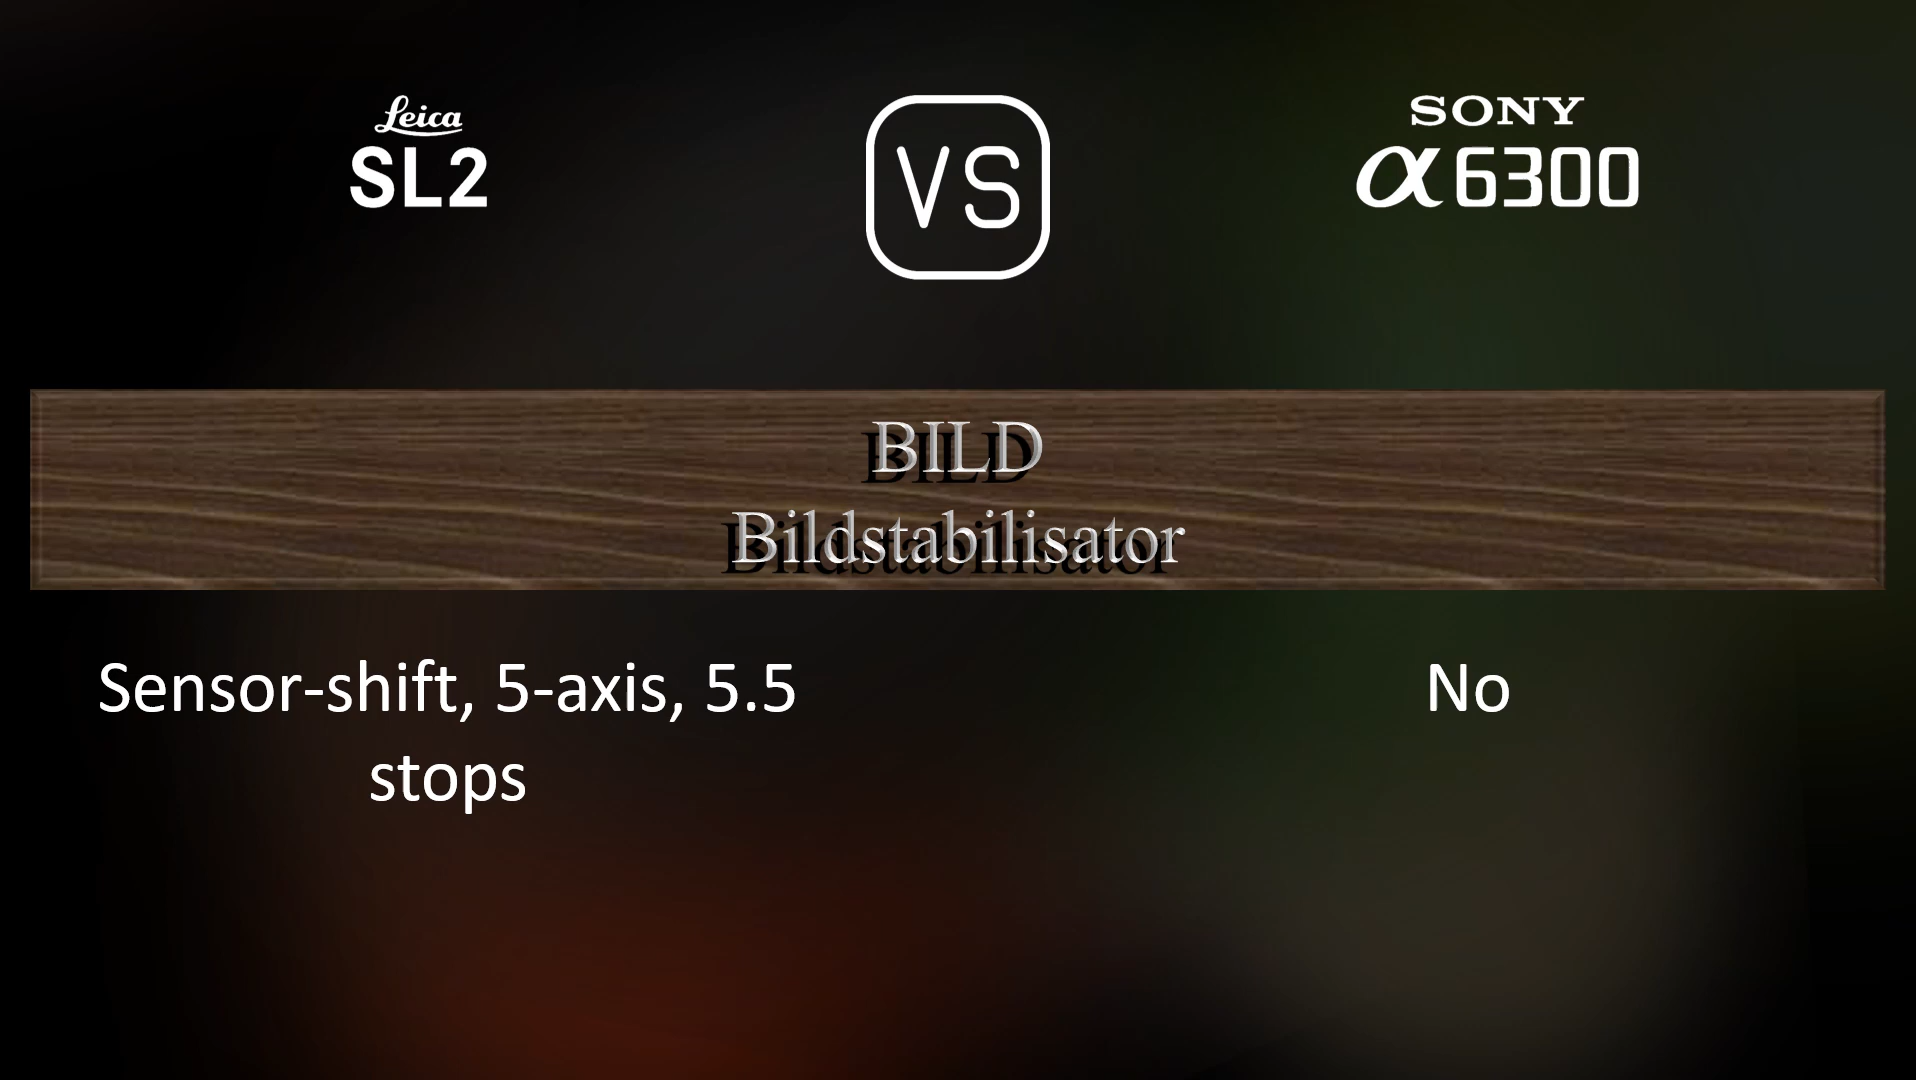 Leica
SL2
VS
SONY
α6300
BILD
Bildstabilisator
Sensor-shift, 5-axis, 5.5
stops
No